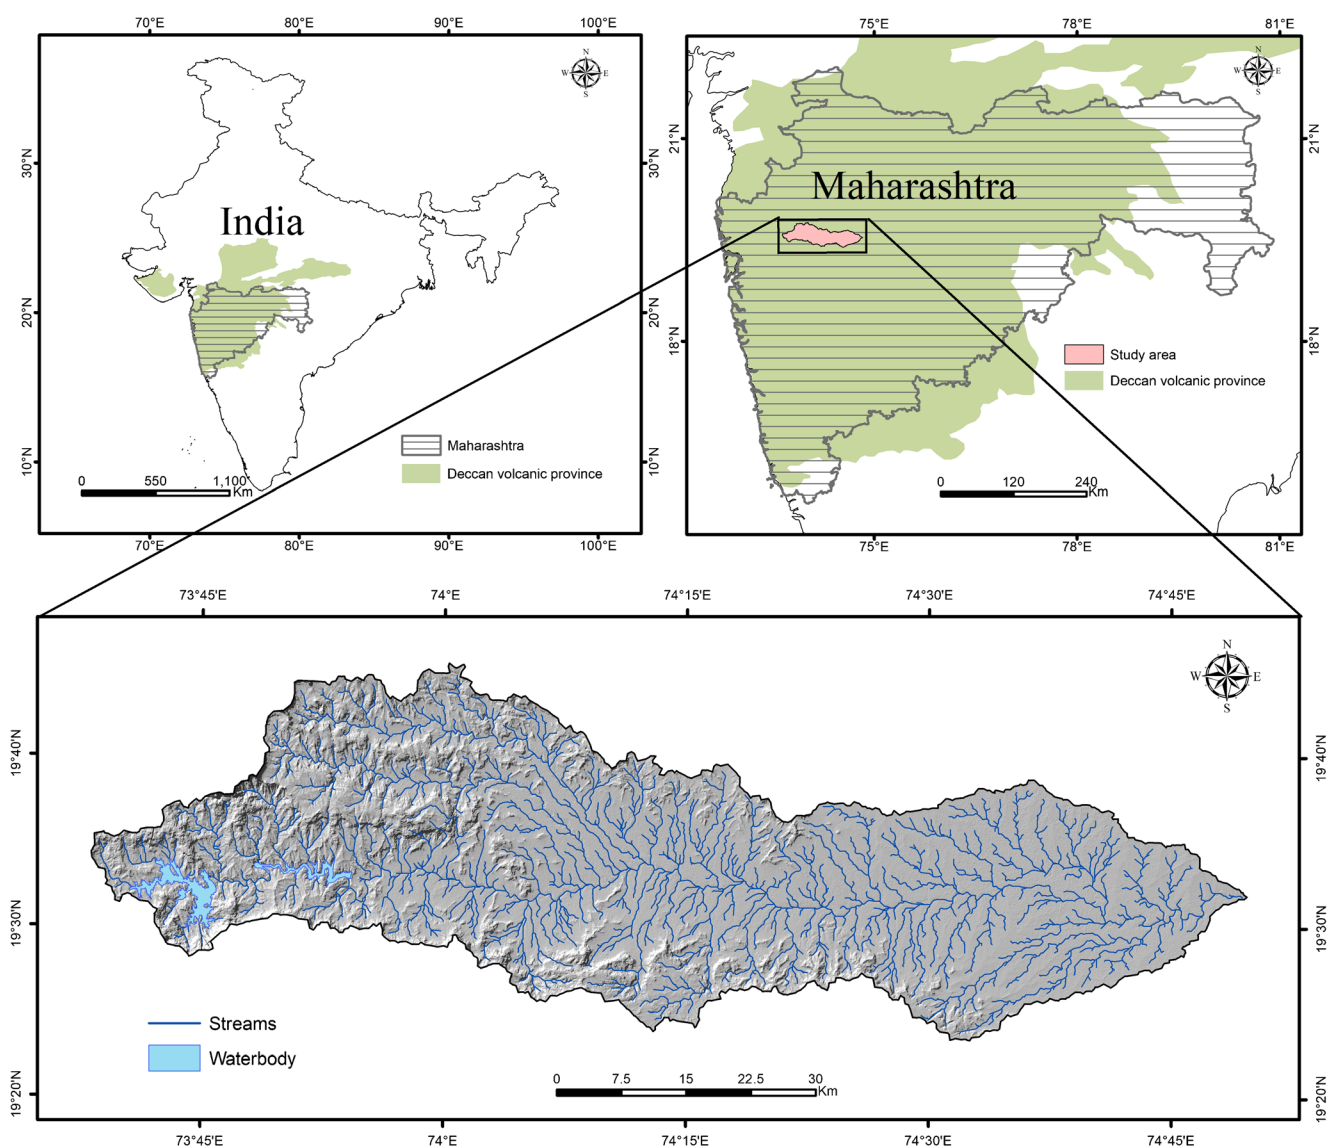 70°E 80°E 90°E 100°E
N
W E
S
30°N
30°N
India
20°N
20°N
Maharashtra
Deccan volcanic province
10°N
10°N
0 550 1,100
Km
70°E 80°E 90°E 100°E
75°E 78°E 81°E
N
W E
S
21°N
21°N
Maharashtra
18°N
18°N
Study area
Deccan volcanic province
0 120 240
Km
75°E 78°E 81°E
73°45'E 74°E 74°15'E 74°30'E 74°45'E
N
W E
S
19°40'N
19°40'N
19°30'N
19°30'N
Streams
Waterbody
0 7.5 15 22.5 30
Km
19°20'N
19°20'N
73°45'E 74°E 74°15'E 74°30'E 74°45'E